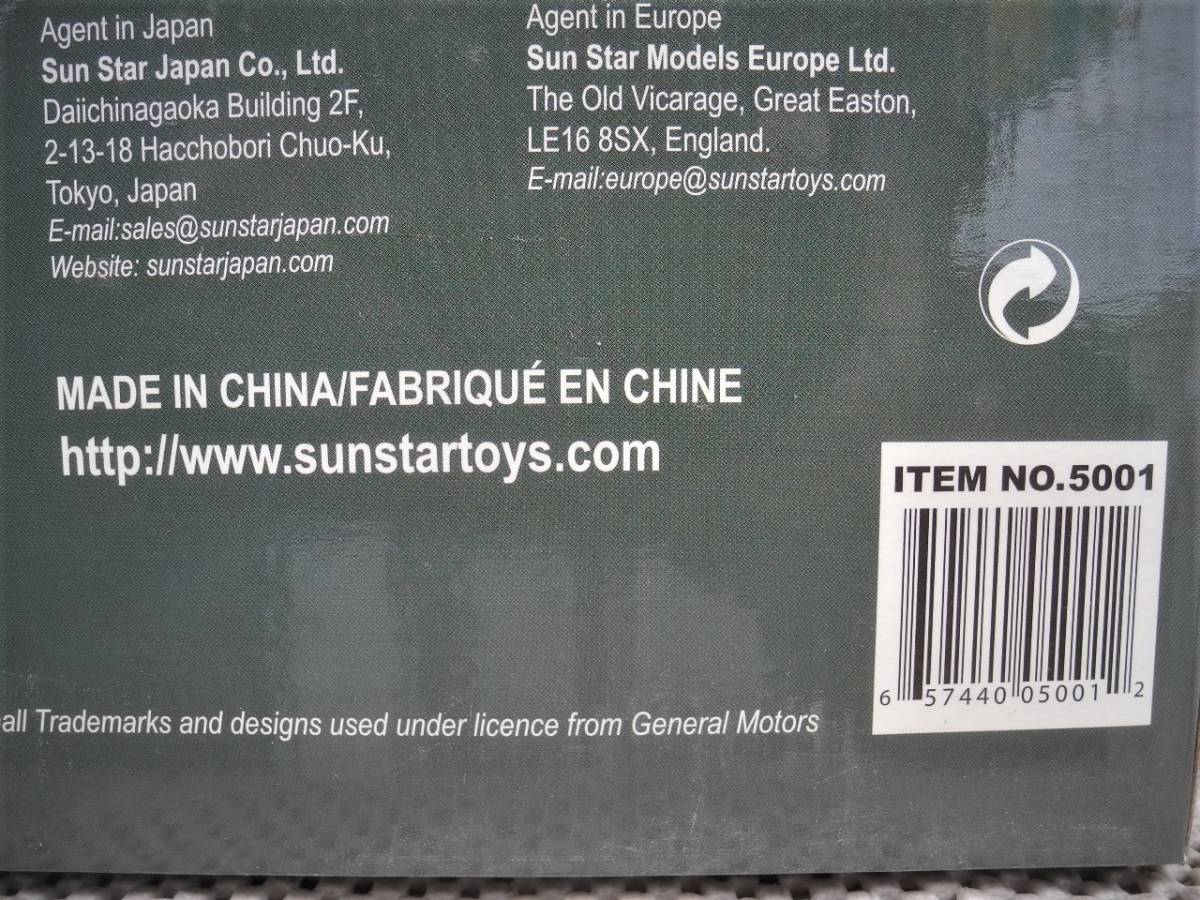 Agent in Japan
Sun Star Japan Co., Ltd.
Daiichinagaoka Building 2F,
2-13-18 Hacchobori Chuo-Ku,
Tokyo, Japan
E-mail:sales@sunstarjapan.com
Website: sunstarjapan.com
Agent in Europe
Sun Star Models Europe Ltd.
The Old Vicarage, Great Easton,
LE16 8SX, England.
E-mail:europe@sunstartoys.com
MADE IN CHINA/FABRIQUÉ EN CHINE
http://www.sunstartoys.com
ITEM NO.5001
6 57440 05001 2
all Trademarks and designs used under licence from General Motors